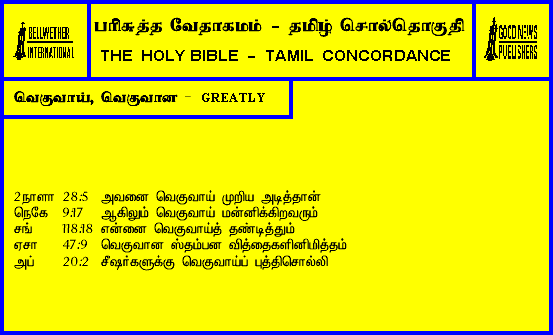 BELLWETHER
INTERNATIONAL
பரிசுத்த வேதாகமம் - தமிழ் சொல்தொகுதி
THE HOLY BIBLE - TAMIL CONCORDANCE
GOOD NEWS
PUBLISHERS
வெகுவாய், வெகுவான - GREATLY
2நாளா 28:5 அவனை வெகுவாய் முறிய அடித்தான்
நெகே 9:17 ஆகிலும் வெகுவாய் மன்னிக்கிறவரும்
சங் 118:18 என்னை வெகுவாய்த் தண்டித்தும்
ஏசா 47:9 வெகுவான ஸ்தம்பன வித்தைகளினிமித்தம்
அப் 20:2 சீஷர்களுக்கு வெகுவாய்ப் புத்திசொல்லி